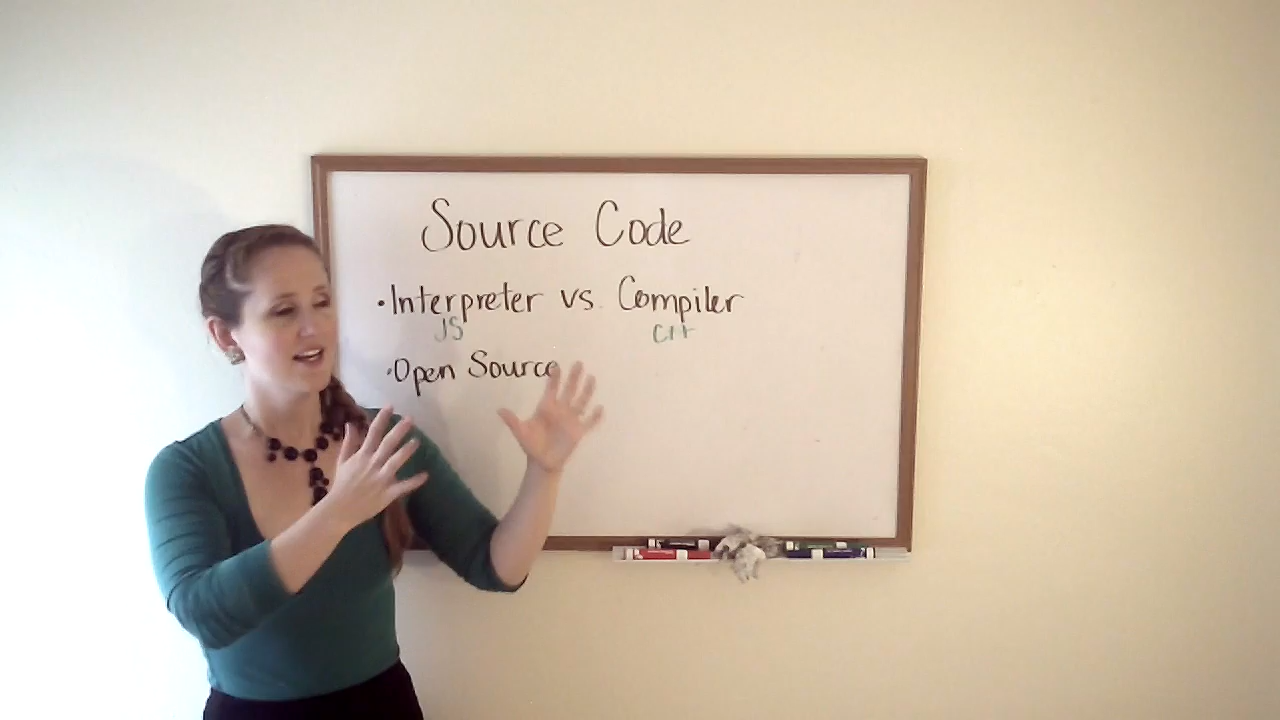 Source Code
• Interpreter vs. Compiler
JS C++
• Open Source